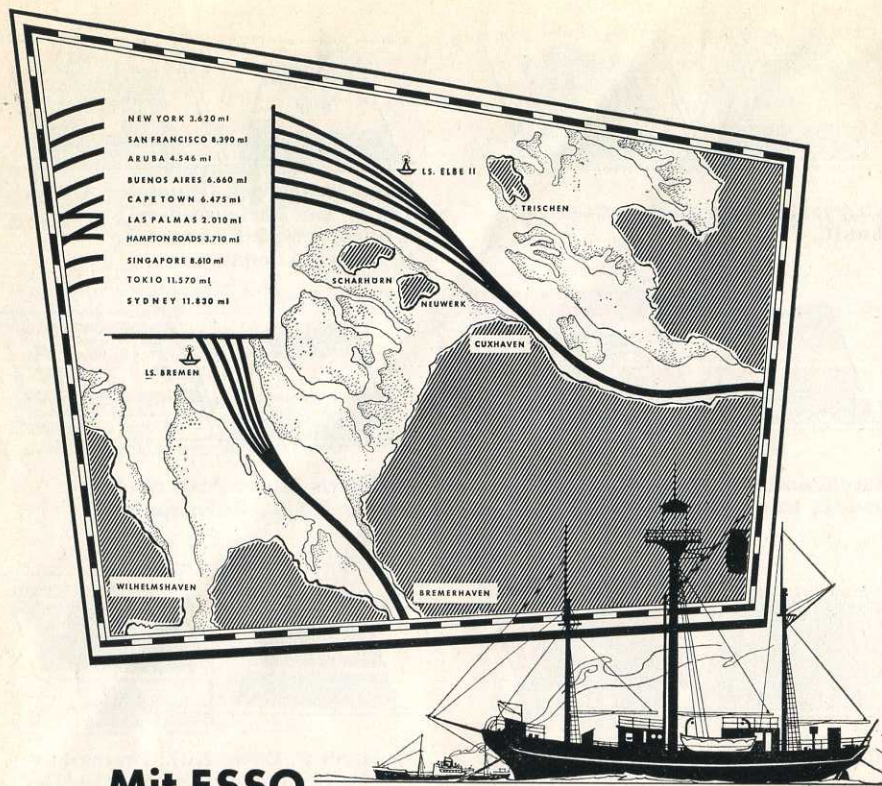 NEW YORK 3.620 ml
SAN FRANCISCO 8.390 ml
ARUBA 4.546 ml
BUENOS AIRES 6.660 ml
CAPE TOWN 6.475 ml
LAS PALMAS 2.010 ml
HAMPTON ROADS 3.710 ml
SINGAPORE 8.610 ml
TOKIO 11.570 ml
SYDNEY 11.830 ml
LS. ELBE II
TRISCHEN
SCHARHÖRN
NEUWERK
CUXHAVEN
LS. BREMEN
WILHELMSHAVEN
BREMERHAVEN
Mit ESSO